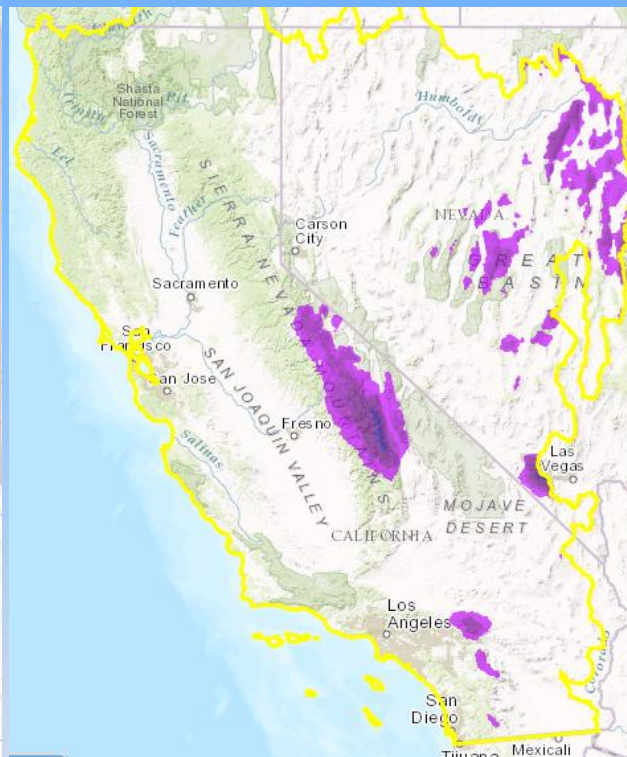 Klamath
Shasta
National
Forest
Trinity
Pit
Humboldt
Eel
Sacramento
Feather
SIERRA NEVADA MOUNTAINS
NEVADA
Carson
City
GREAT
BASIN
Sacramento
San
Francisco
San Jose
SAN JOAQUIN VALLEY
Fresno
Salinas
Las
Vegas
MOJAVE
DESERT
CALIFORNIA
Los
Angeles
Colorado
San
Diego
Tijuana
Mexicali